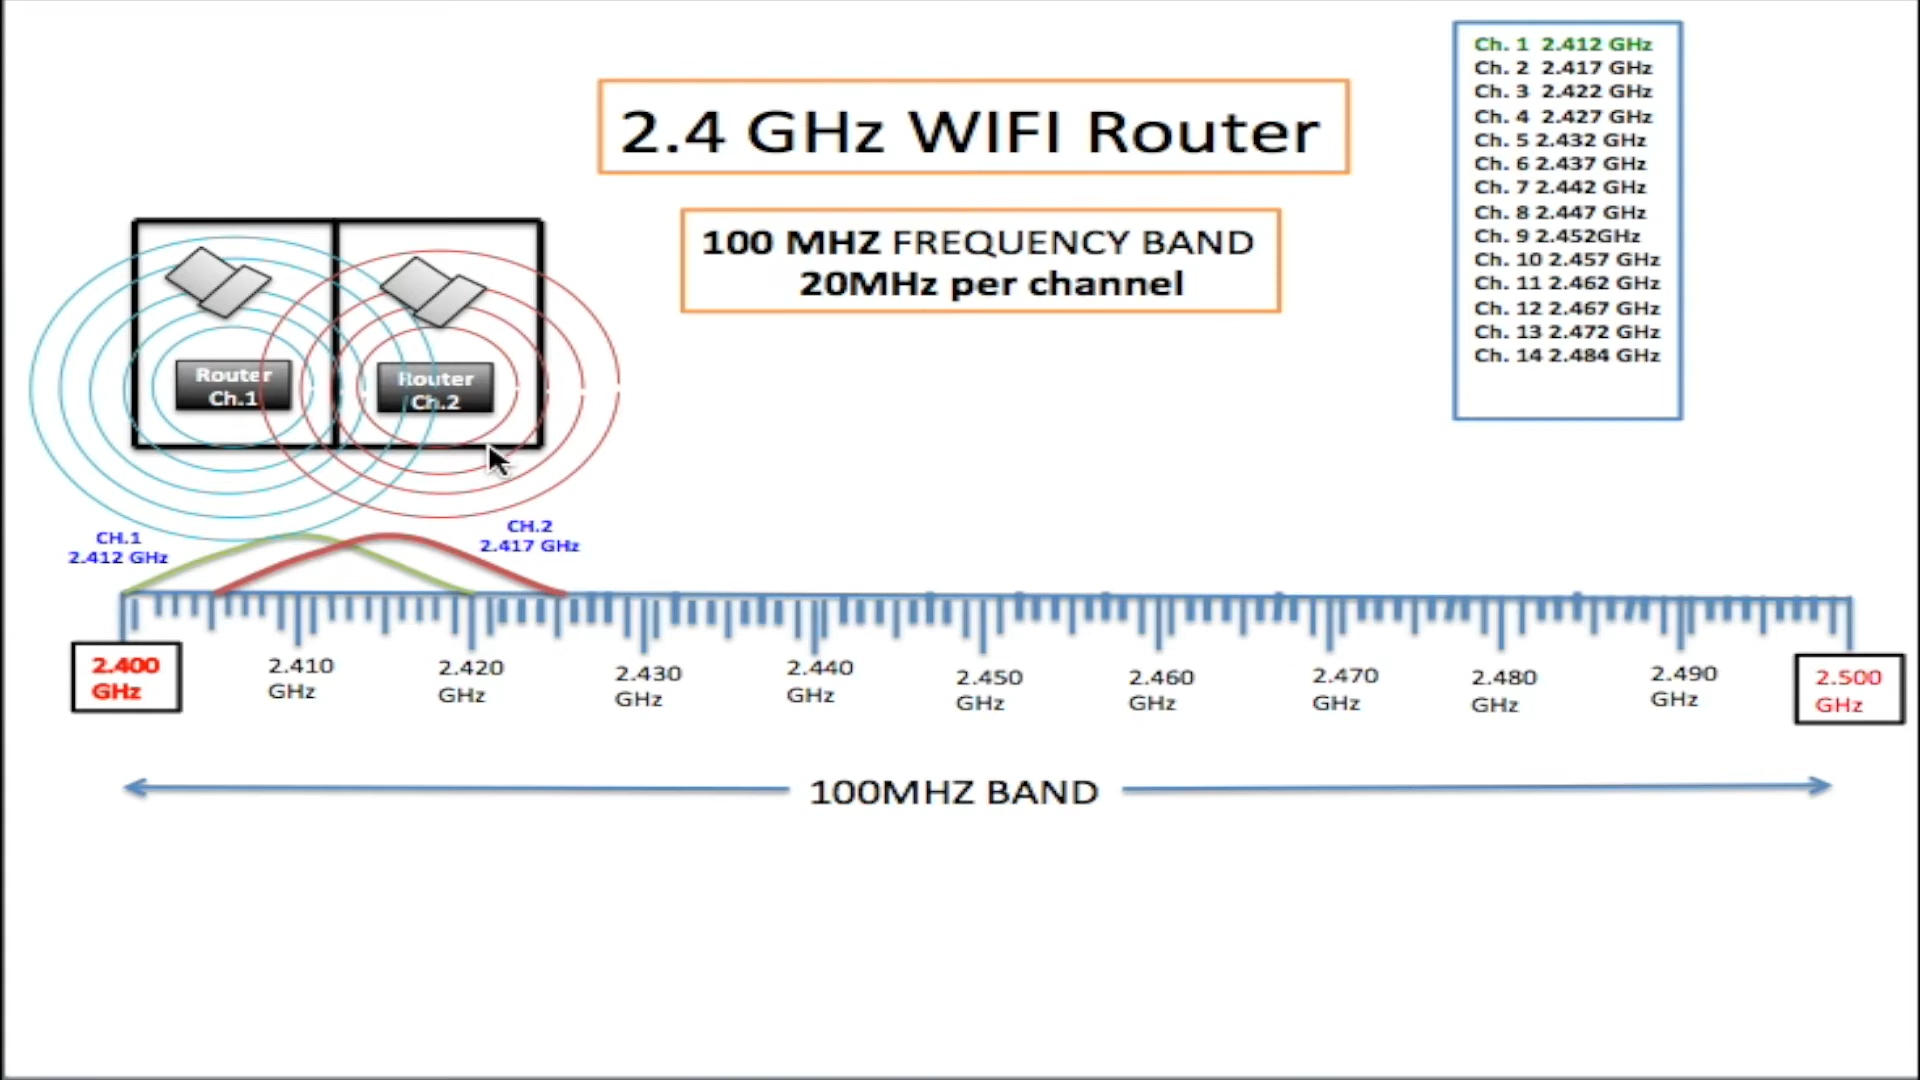 2.4 GHz WIFI Router
100 MHZ FREQUENCY BAND
20MHz per channel
Ch. 1 2.412 GHz
Ch. 2 2.417 GHz
Ch. 3 2.422 GHz
Ch. 4 2.427 GHz
Ch. 5 2.432 GHz
Ch. 6 2.437 GHz
Ch. 7 2.442 GHz
Ch. 8 2.447 GHz
Ch. 9 2.452GHz
Ch. 10 2.457 GHz
Ch. 11 2.462 GHz
Ch. 12 2.467 GHz
Ch. 13 2.472 GHz
Ch. 14 2.484 GHz
Router
Ch.1
Router
Ch.2
CH.1
2.412 GHz
CH.2
2.417 GHz
2.400
GHz
2.410
GHz
2.420
GHz
2.430
GHz
2.440
GHz
2.450
GHz
2.460
GHz
2.470
GHz
2.480
GHz
2.490
GHz
2.500
GHz
100MHZ BAND